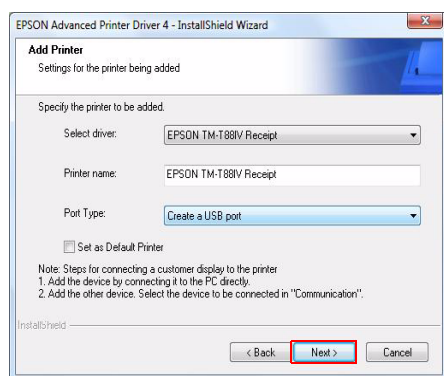 EPSON Advanced Printer Driver 4 - InstallShield Wizard
Add Printer
Settings for the printer being added
Specify the printer to be added.
Select driver: EPSON TM-T88IV Receipt
Printer name: EPSON TM-T88IV Receipt
Port Type: Create a USB port
Set as Default Printer
Note: Steps for connecting a customer display to the printer
1. Add the device by connecting it to the PC directly.
2. Add the other device. Select the device to be connected in "Communication".
InstallShield
< Back Next > Cancel